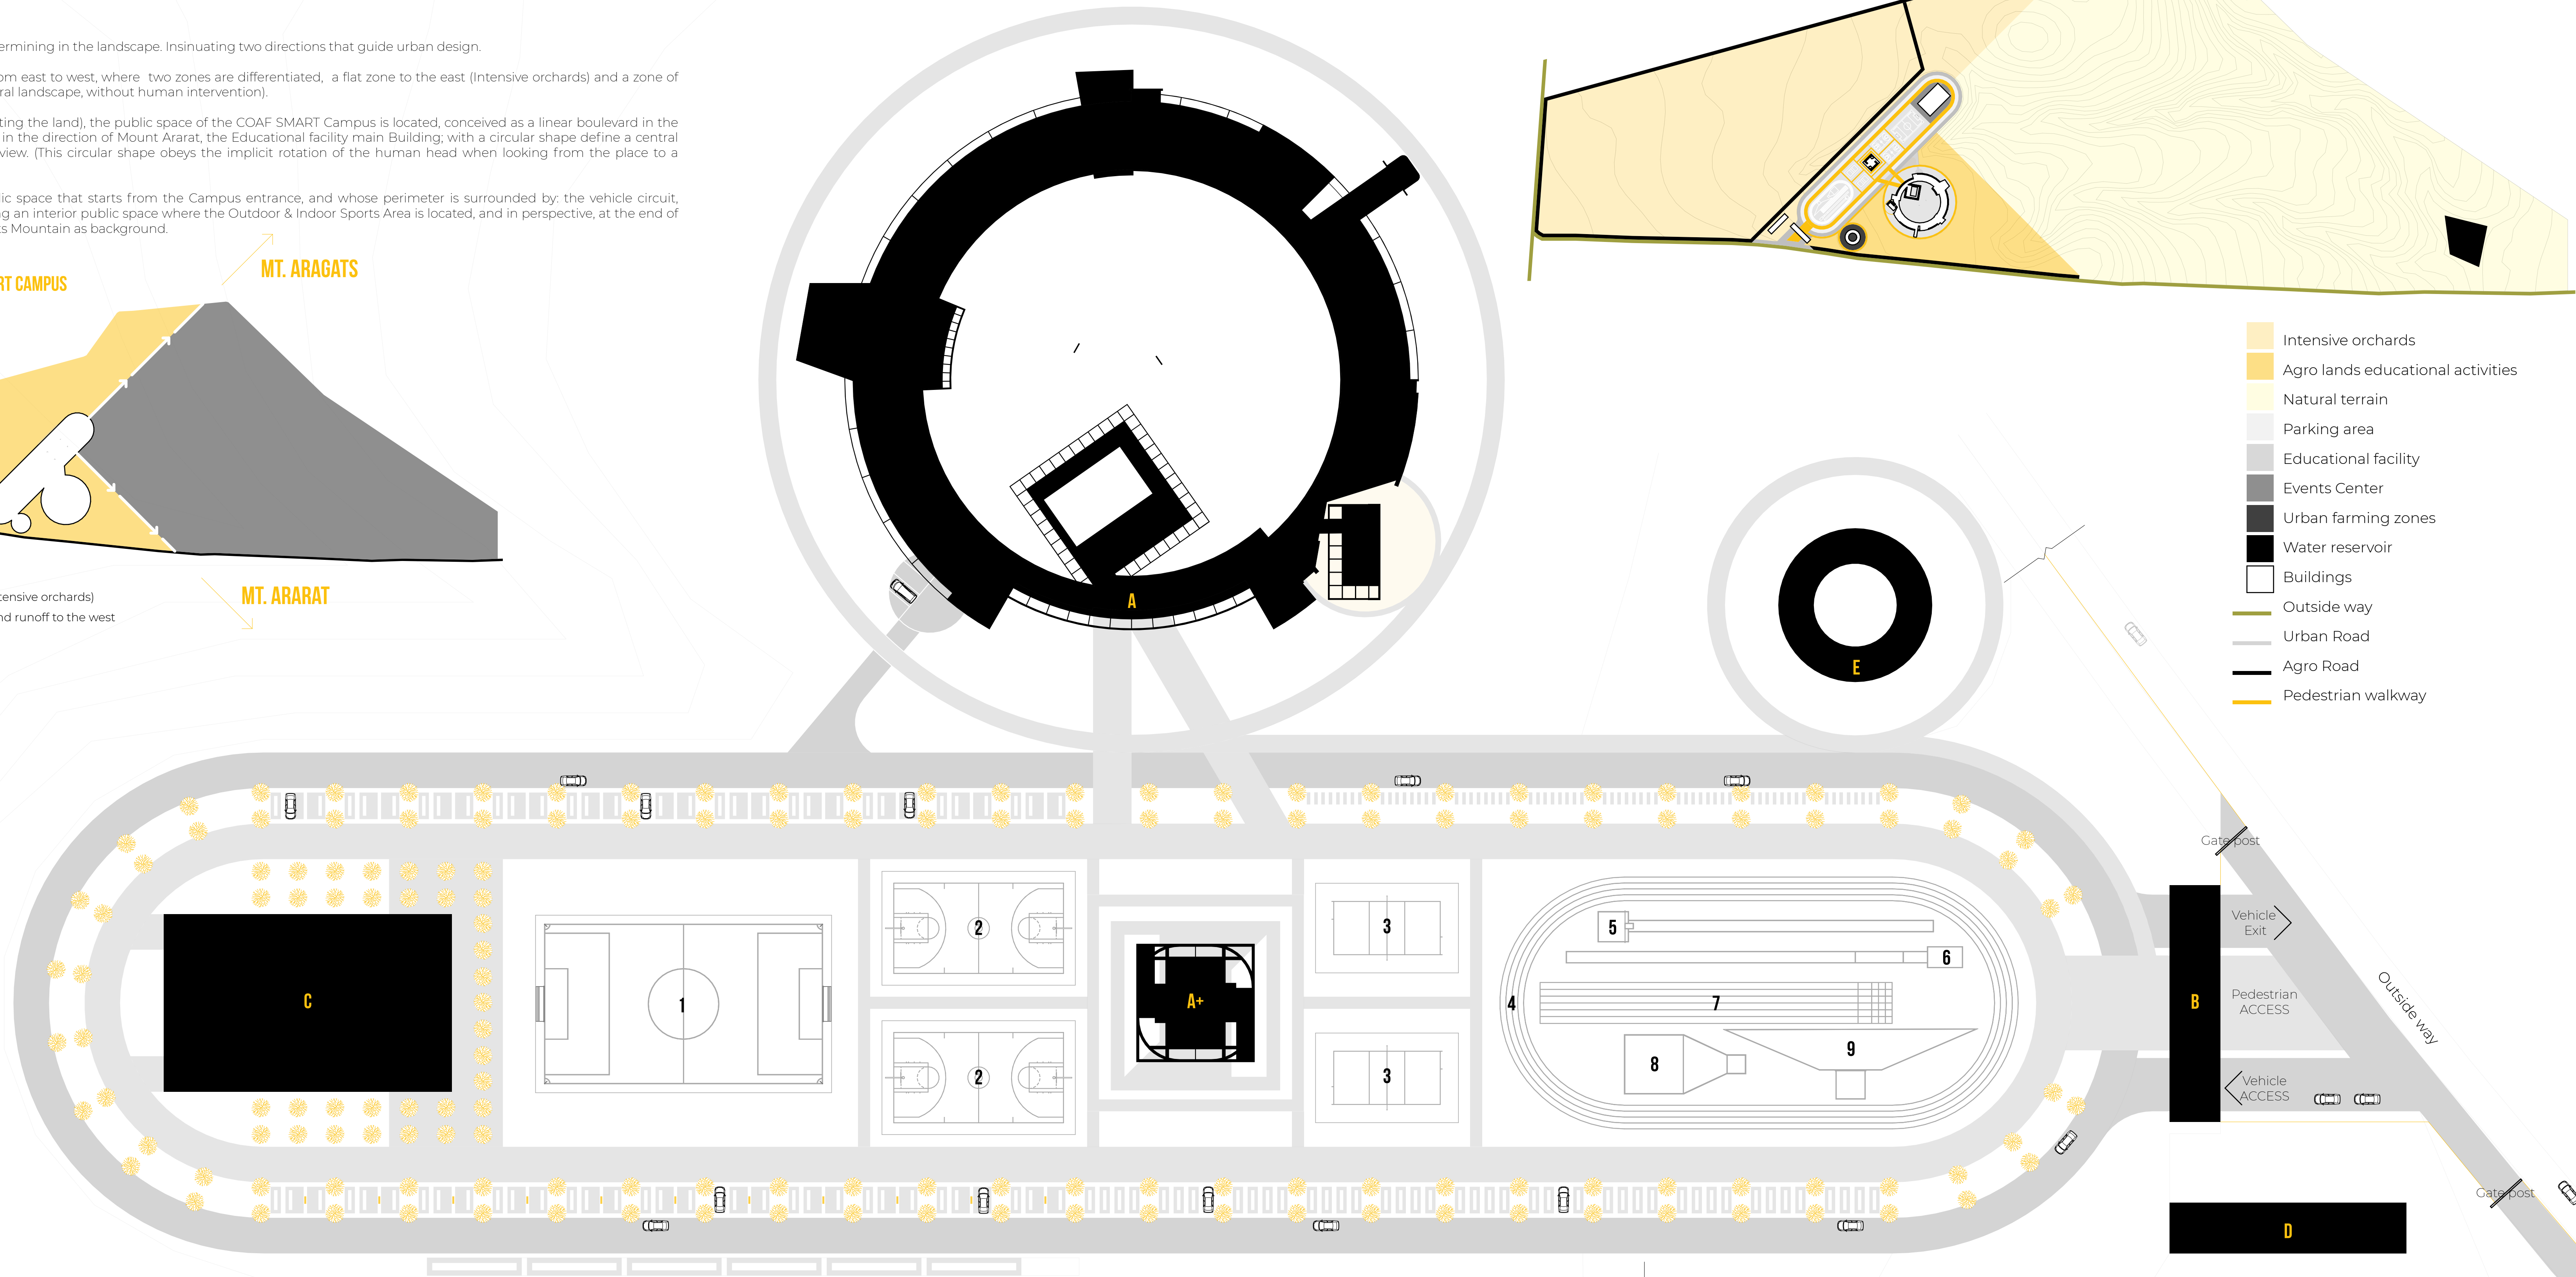 ermining in the landscape. Insinuating two directions that guide urban design.
om east to west, where two zones are differentiated, a flat zone to the east (Intensive orchards) and a zone of
ral landscape, without human intervention).
ting the land), the public space of the COAF SMART Campus is located, conceived as a linear boulevard in the
in the direction of Mount Ararat, the Educational facility main Building; with a circular shape define a central
view. (This circular shape obeys the implicit rotation of the human head when looking from the place to a
lic space that starts from the Campus entrance, and whose perimeter is surrounded by: the vehicle circuit,
ng an interior public space where the Outdoor & Indoor Sports Area is located, and in perspective, at the end of
ts Mountain as background.
MT. ARAGATS
RT CAMPUS
MT. ARARAT
tensive orchards)
nd runoff to the west
Intensive orchards
Agro lands educational activities
Natural terrain
Parking area
Educational facility
Events Center
Urban farming zones
Water reservoir
Buildings
Outside way
Urban Road
Agro Road
Pedestrian walkway
A
E
Gate post
Vehicle
Exit
Pedestrian
ACCESS
Vehicle
ACCESS
Outside way
Gate post
C
1
2
2
A+
3
3
4
5
6
7
8
9
B
D